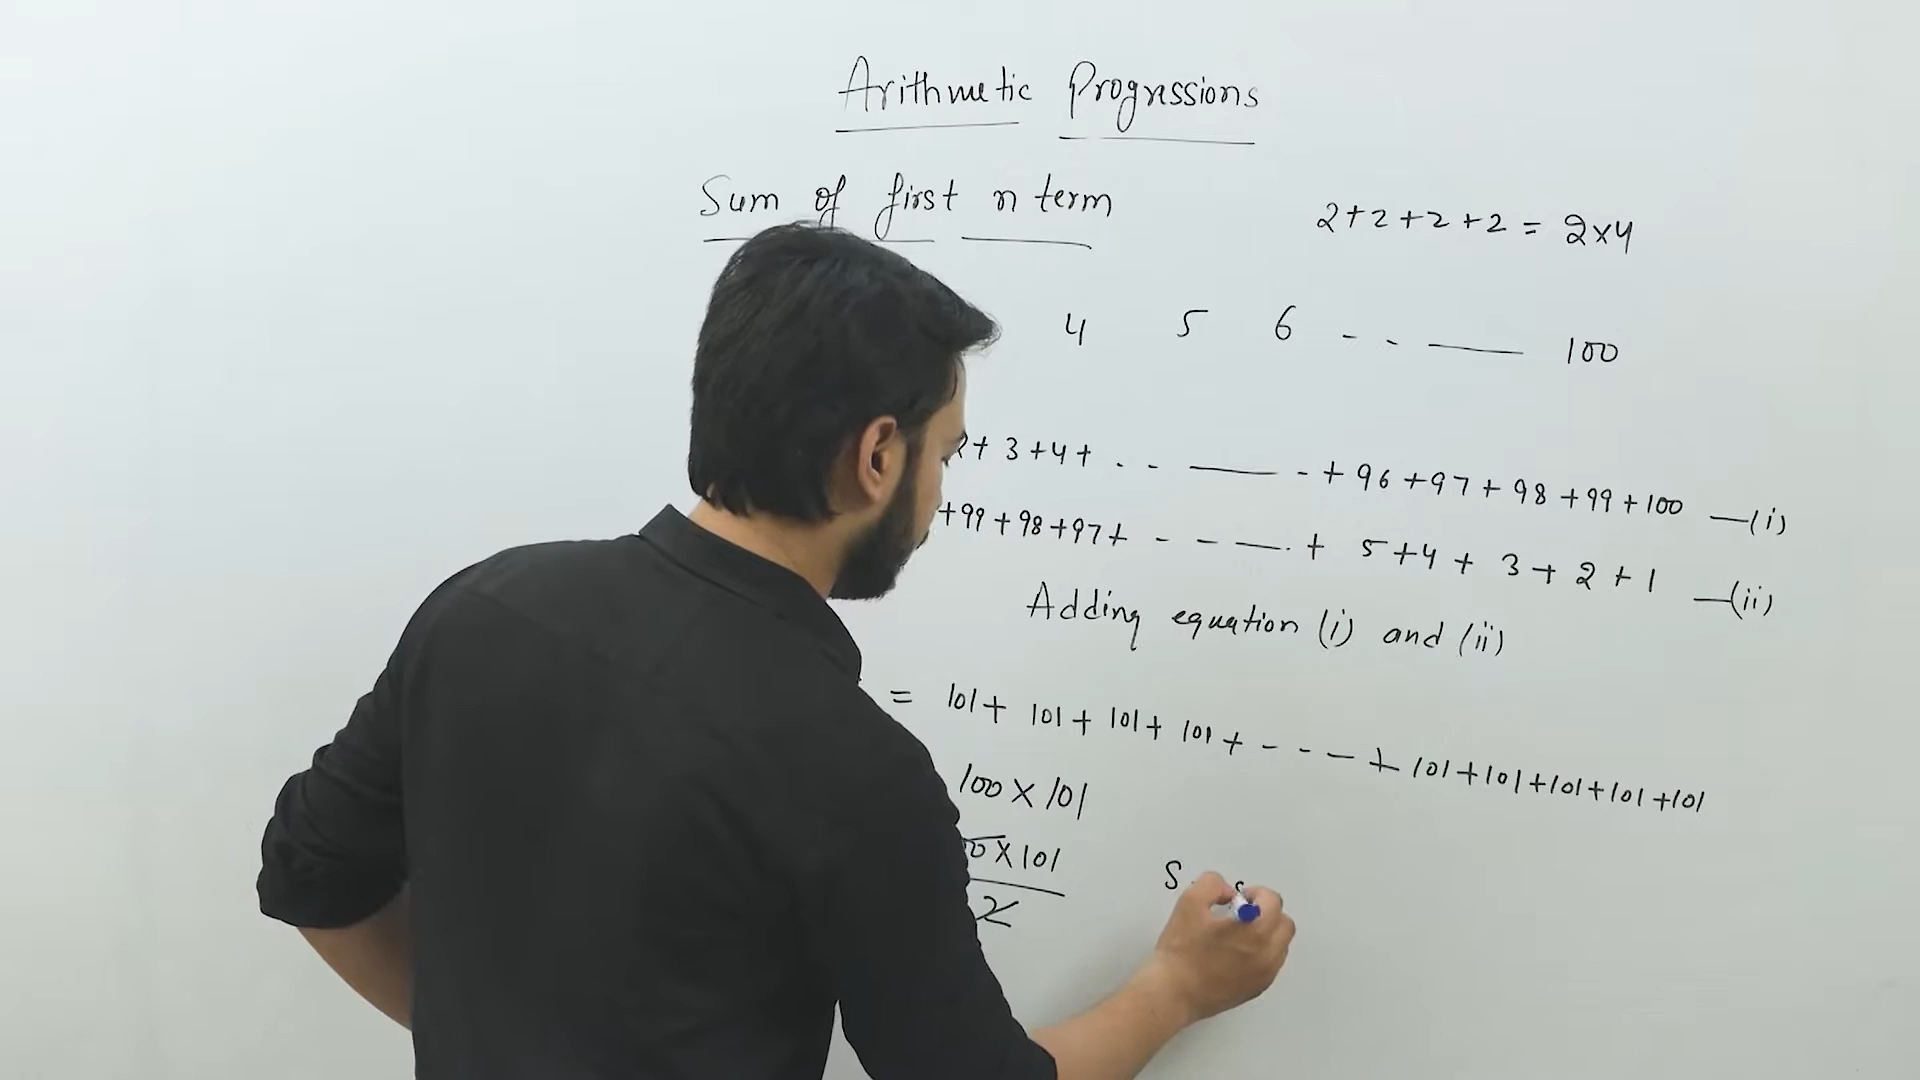 Arithmetic Progressions
Sum of first n term
2+2+2+2 = 2×4
4 5 6 - - — 100
2+ 3+4+ . . - — - + 96 +97 + 98 +99 +100 —(i)
+99 + 98 +97 + - - — . + 5+4 + 3 + 2 + 1 —(ii)
Adding equation (i) and (ii)
= 101+ 101 + 101 + 101 + - - - + 101 +101 +101 +101 +101
100 × 101
0 × 101
2
S